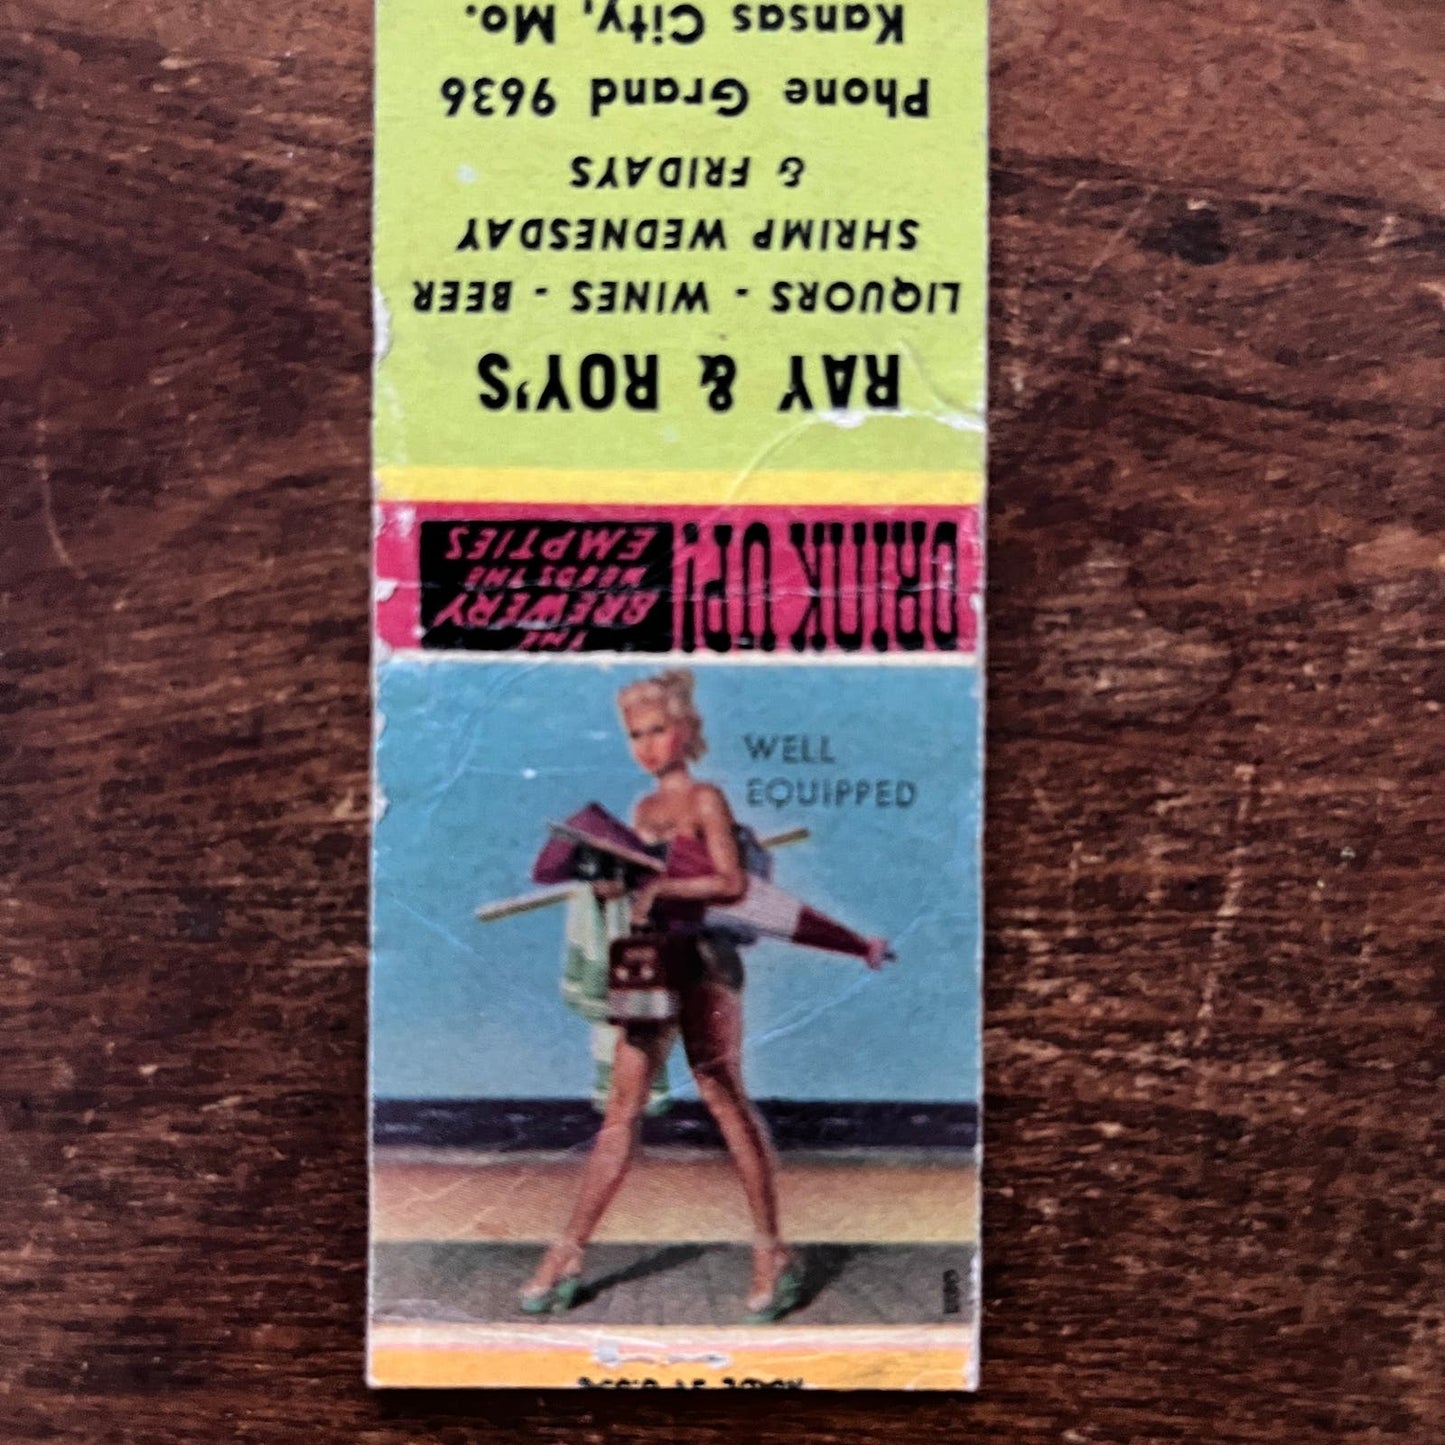 RAY & ROY'S
LIQUORS - WINES - BEER
SHRIMP WEDNESDAY
& FRIDAYS
Phone Grand 9636
Kansas City, Mo.
DRINK UP!
THE
BREWERY
NEEDS THE
EMPTIES
WELL
EQUIPPED